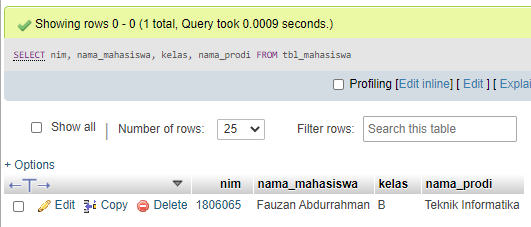 Showing rows 0 - 0 (1 total, Query took 0.0009 seconds.)
SELECT nim, nama_mahasiswa, kelas, nama_prodi FROM tbl_mahasiswa
Profiling [Edit inline] [ Edit ] [ Explai
Show all | Number of rows: 25 Filter rows: Search this table
+ Options
←T→ nim nama_mahasiswa kelas nama_prodi
Edit Copy Delete 1806065 Fauzan Abdurrahman B Teknik Informatika